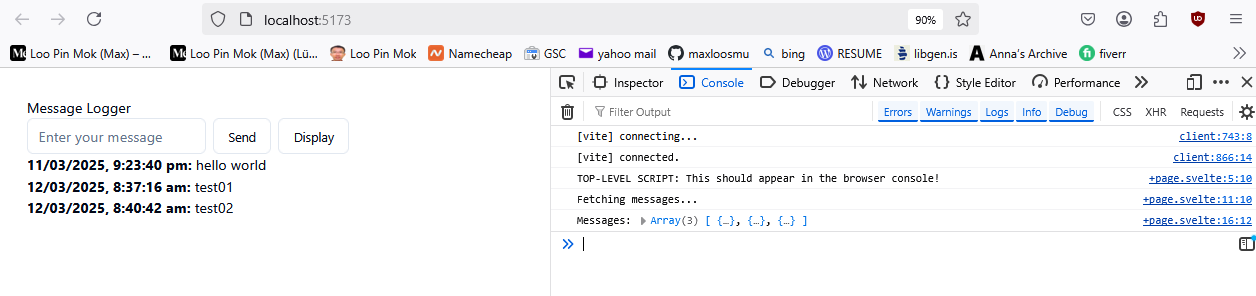 localhost:5173
90%
Loo Pin Mok (Max) – ...
Loo Pin Mok (Max) (Lü...
Loo Pin Mok
Namecheap
GSC
yahoo mail
maxloosmu
bing
RESUME
libgen.is
Anna's Archive
fiverr
Message Logger
Enter your message
Send
Display
11/03/2025, 9:23:40 pm: hello world
12/03/2025, 8:37:16 am: test01
12/03/2025, 8:40:42 am: test02
Inspector
Console
Debugger
Network
{} Style Editor
Performance
Filter Output
Errors
Warnings
Logs
Info
Debug
CSS
XHR
Requests
[vite] connecting... client:743:8
[vite] connected. client:866:14
TOP-LEVEL SCRIPT: This should appear in the browser console! +page.svelte:5:10
Fetching messages... +page.svelte:11:10
Messages: Array(3) [ {…}, {…}, {…} ] +page.svelte:16:12